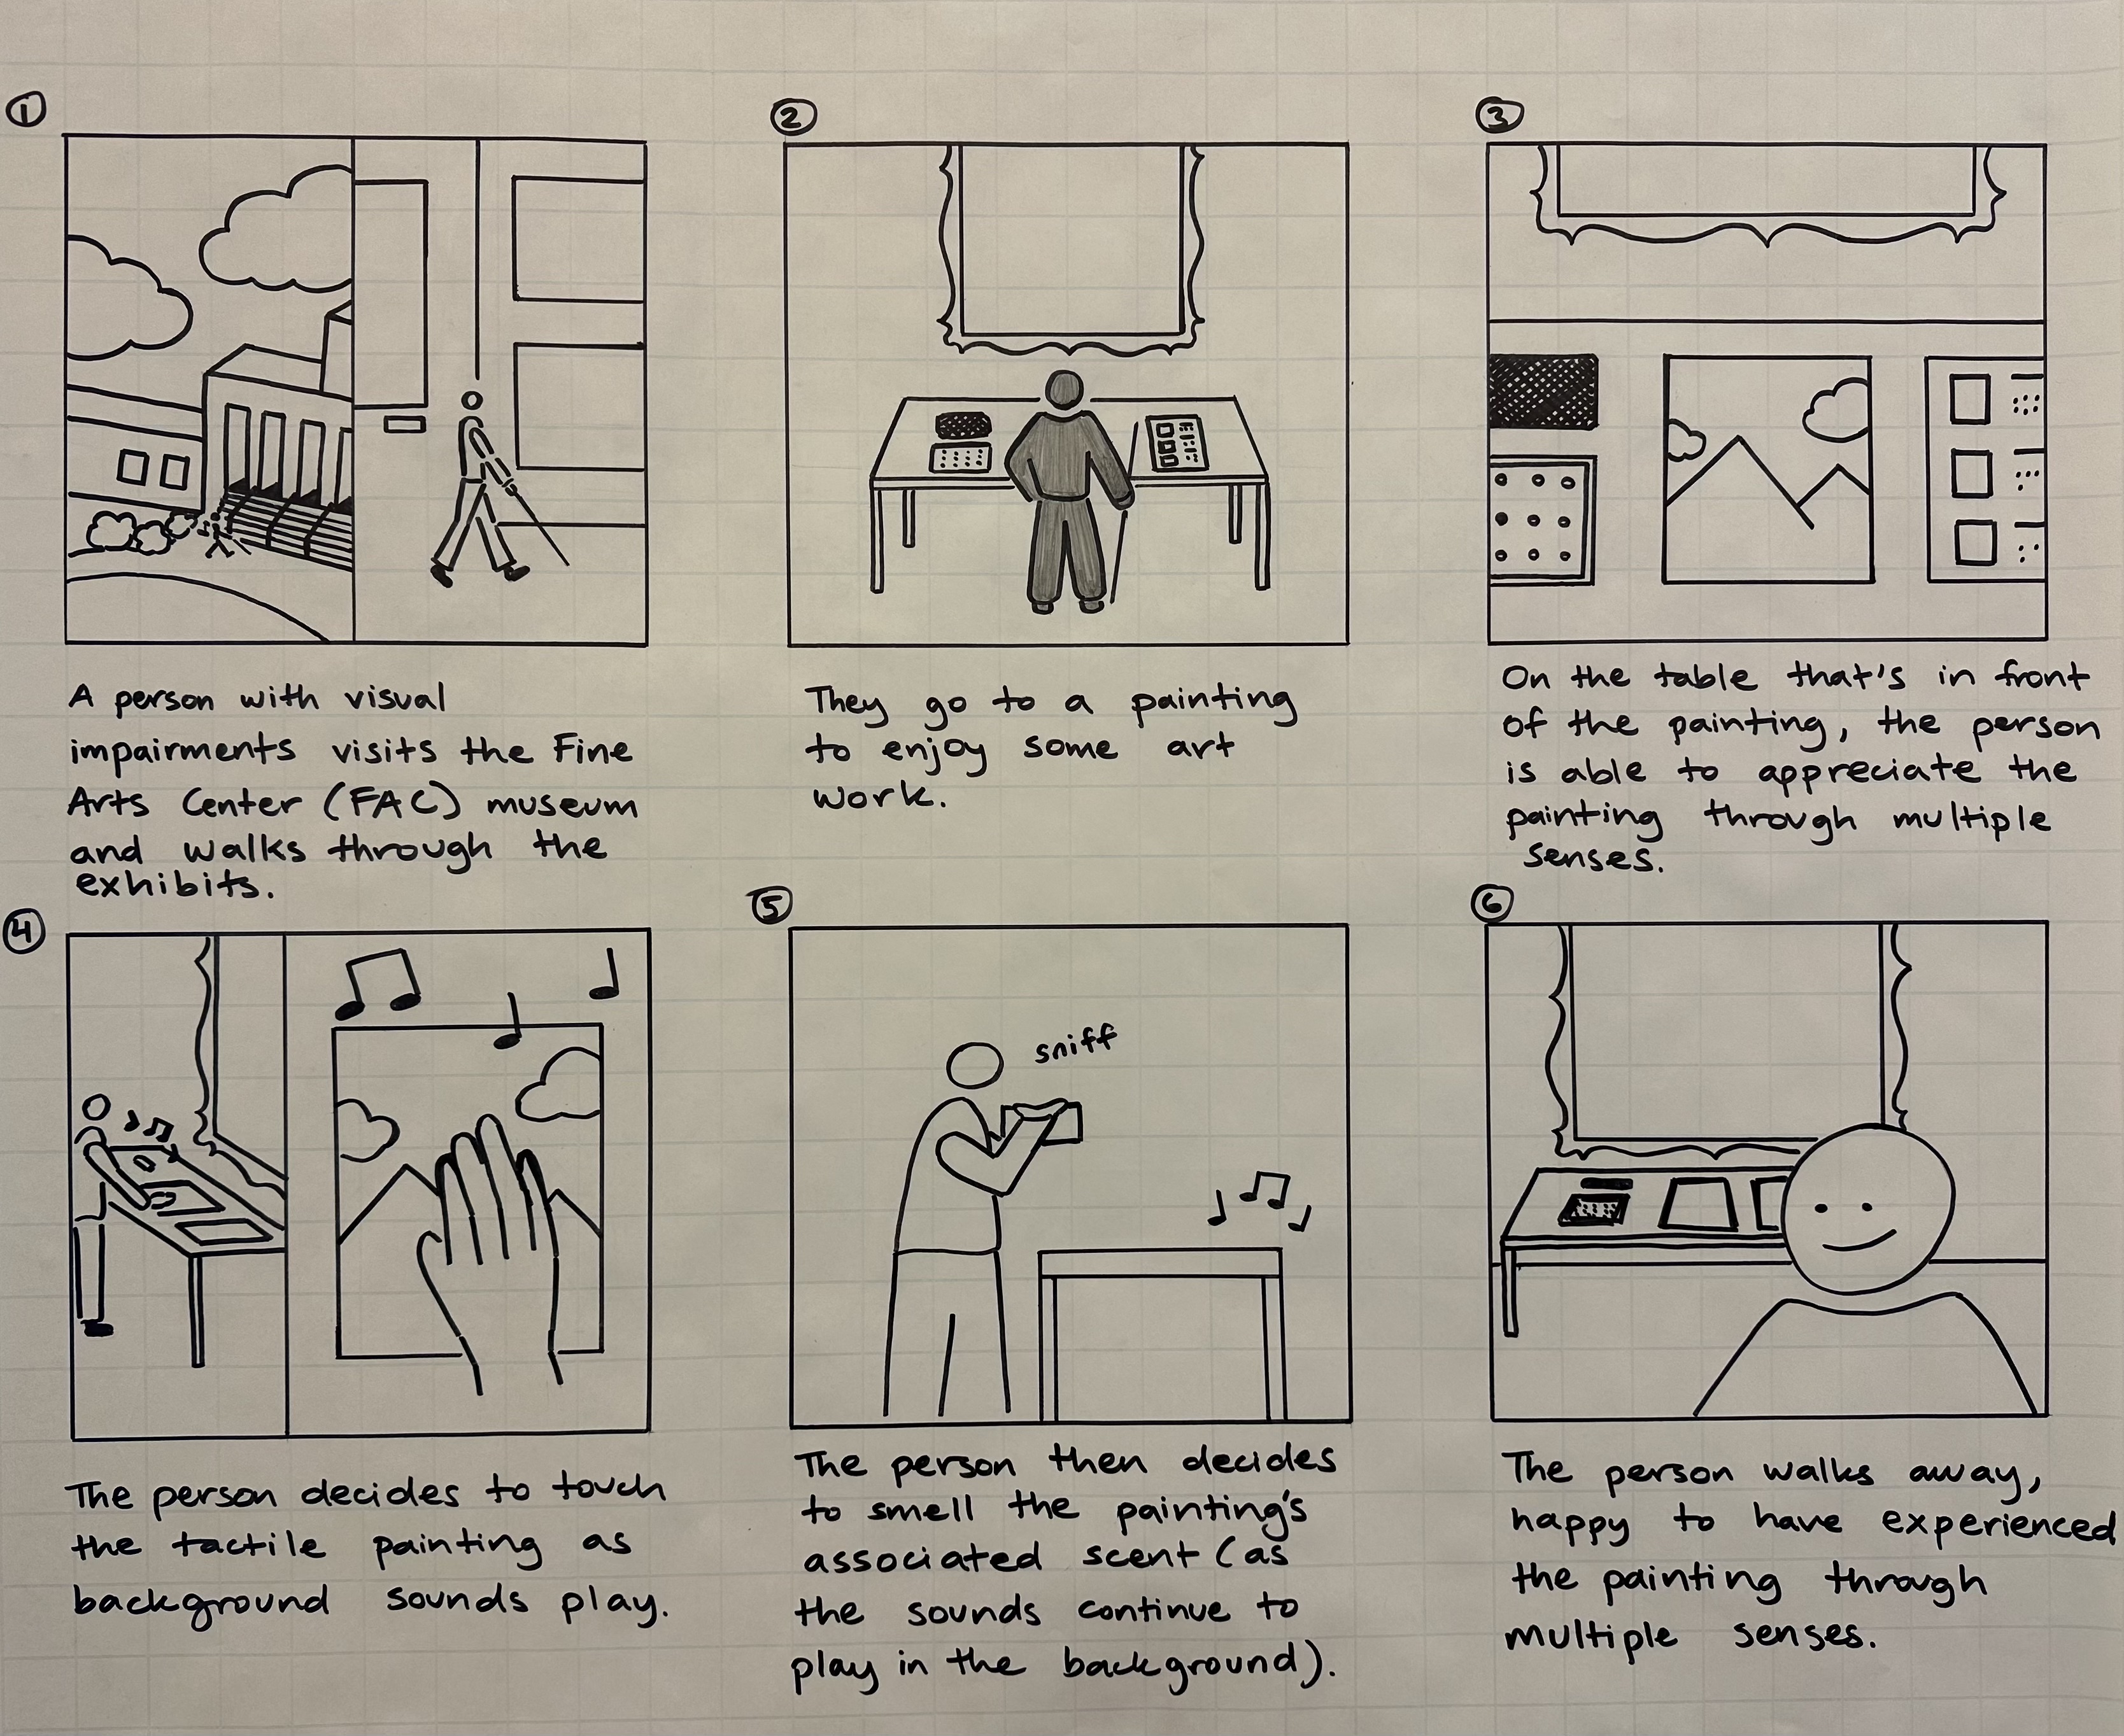 ①
A person with visual
impairments visits the Fine
Arts Center (FAC) museum
and walks through the
exhibits.
②
They go to a painting
to enjoy some art
work.
③
On the table that's in front
of the painting, the person
is able to appreciate the
painting through multiple
senses.
④
The person decides to touch
the tactile painting as
background sounds play.
⑤
sniff
The person then decides
to smell the painting's
associated scent (as
the sounds continue to
play in the background).
⑥
The person walks away,
happy to have experienced
the painting through
multiple senses.